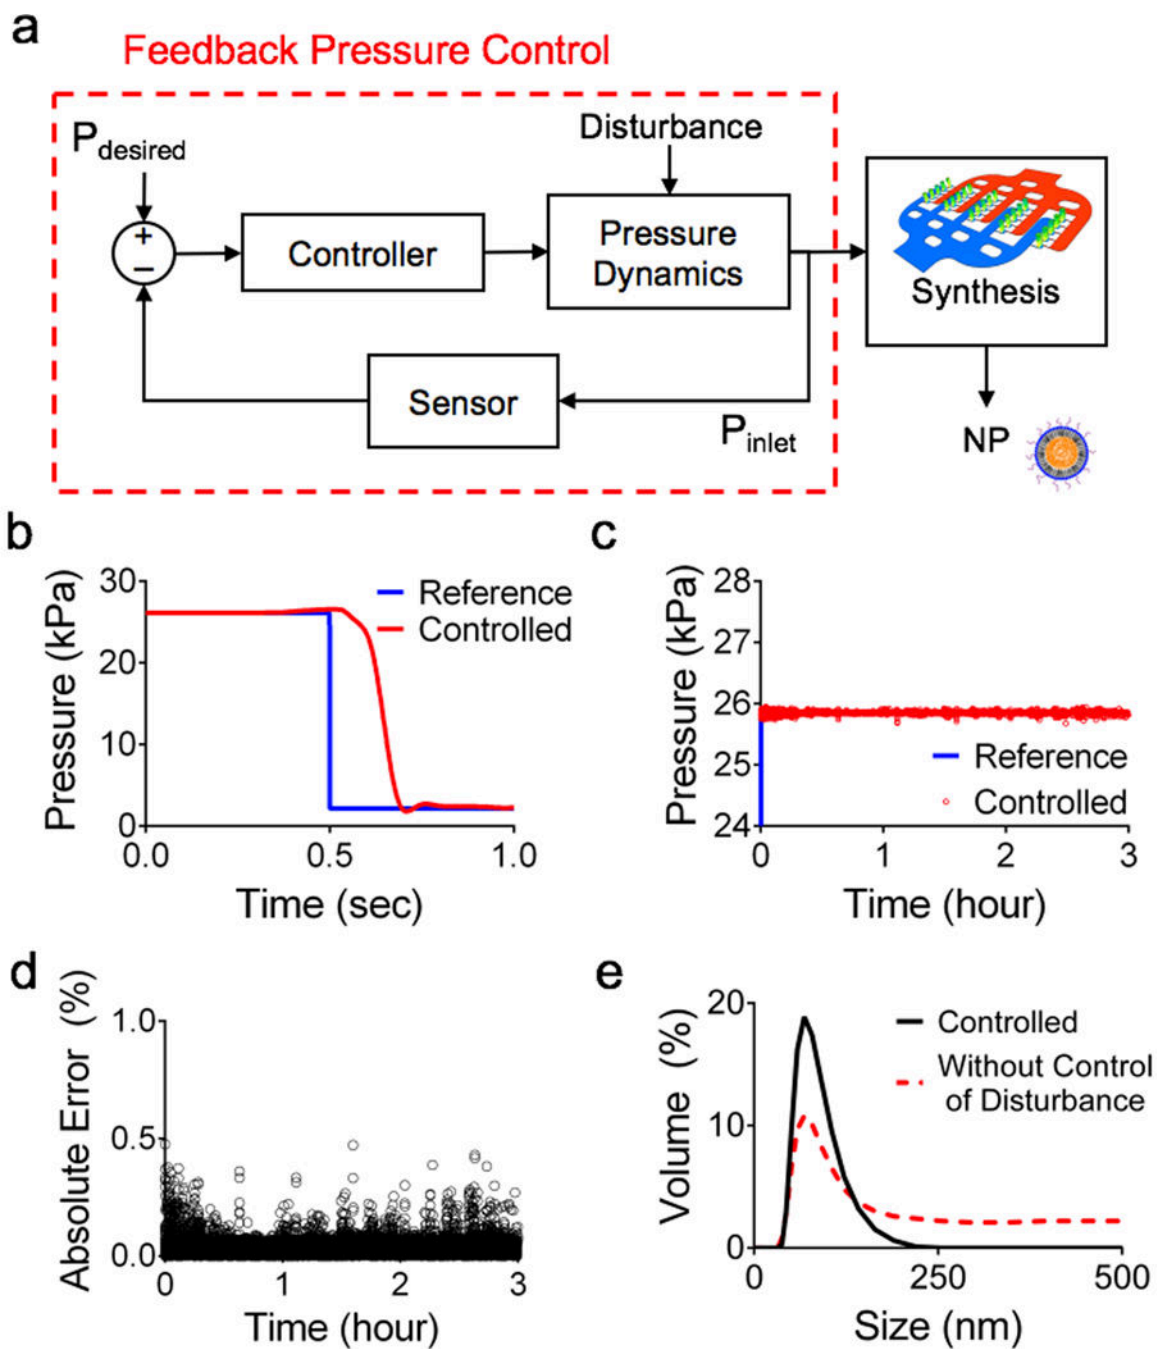 a
Feedback Pressure Control
P_desired
Disturbance
+
−
Controller
Pressure
Dynamics
Synthesis
Sensor
P_inlet
NP
b
Pressure (kPa)
30
20
10
0
0.0 0.5 1.0
Time (sec)
Reference
Controlled
c
Pressure (kPa)
28
27
26
25
24
0 1 2 3
Time (hour)
Reference
Controlled
d
Absolute Error (%)
1.0
0.5
0.0
0 1 2 3
Time (hour)
e
Volume (%)
20
10
0
0 250 500
Size (nm)
Controlled
Without Control
of Disturbance